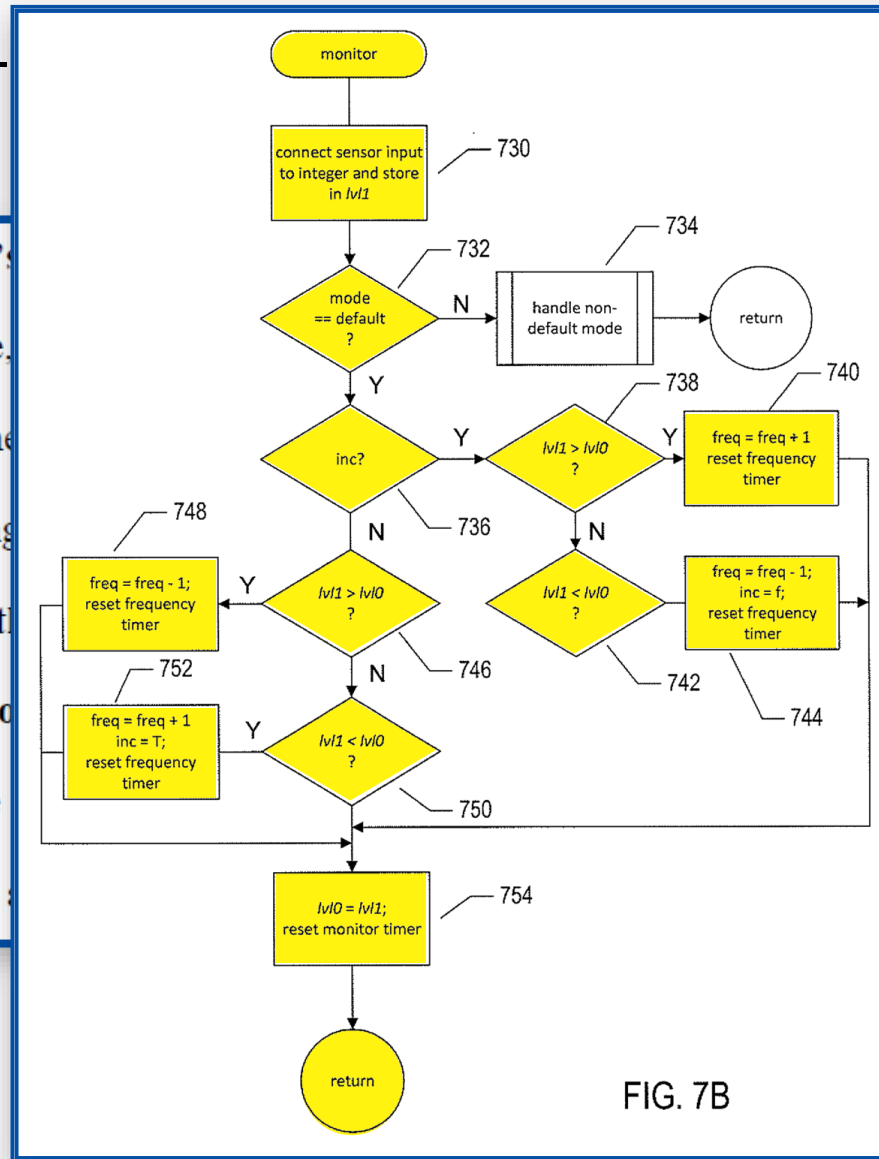 monitor
connect sensor input
to integer and store
in lvl1
730
732
734
mode
== default
?
N
handle non-
default mode
return
Y
738
740
inc?
Y
lvl1 > lvl0
?
Y
freq = freq + 1
reset frequency
timer
736
N
N
748
freq = freq - 1;
reset frequency
timer
Y
lvl1 > lvl0
?
lvl1 < lvl0
?
freq = freq - 1;
inc = f;
reset frequency
timer
746
742
744
752
N
freq = freq + 1
inc = T;
reset frequency
timer
Y
lvl1 < lvl0
?
750
lvl0 = lvl1;
reset monitor timer
754
return
FIG. 7B